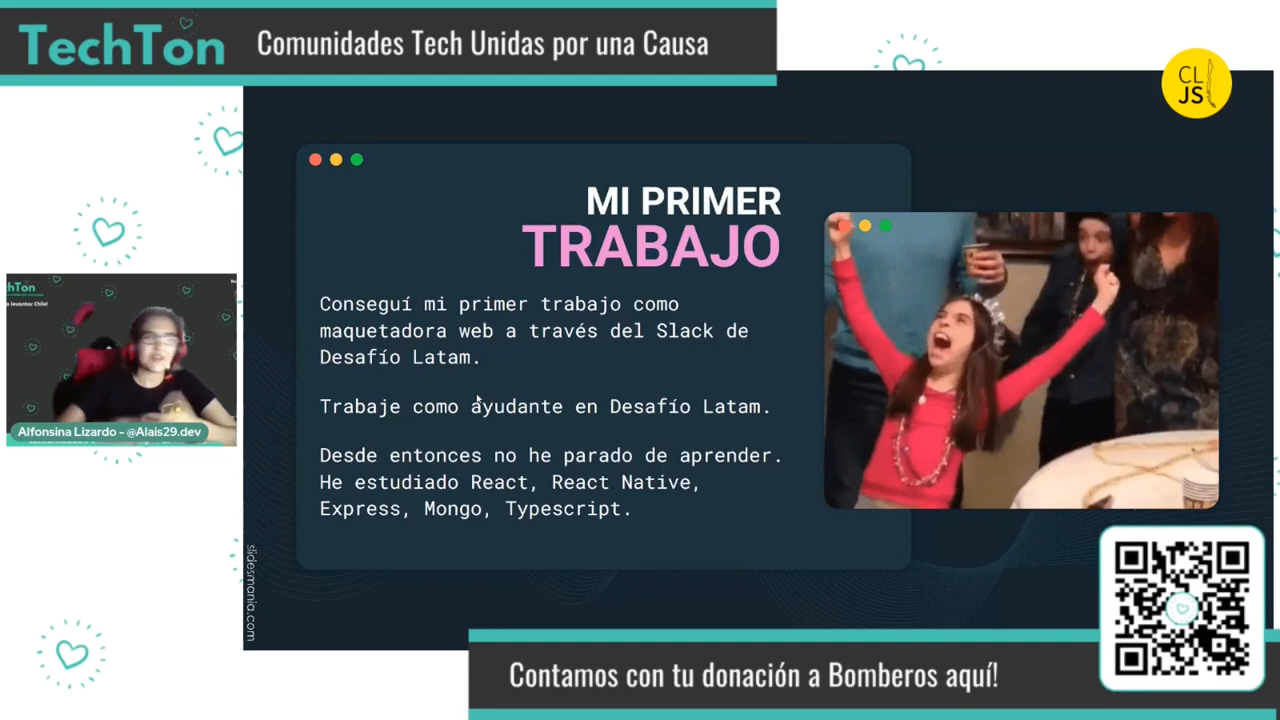 TechTon
Comunidades Tech Unidas por una Causa
CL
JS
MI PRIMER
TRABAJO
Conseguí mi primer trabajo como
maquetadora web a través del Slack de
Desafío Latam.
Trabaje como ayudante en Desafío Latam.
Desde entonces no he parado de aprender.
He estudiado React, React Native,
Express, Mongo, Typescript.
hTon
levantar Chile!
Alfonsina Lizardo - @Alais29.dev
slidesmania.com
Contamos con tu donación a Bomberos aquí!